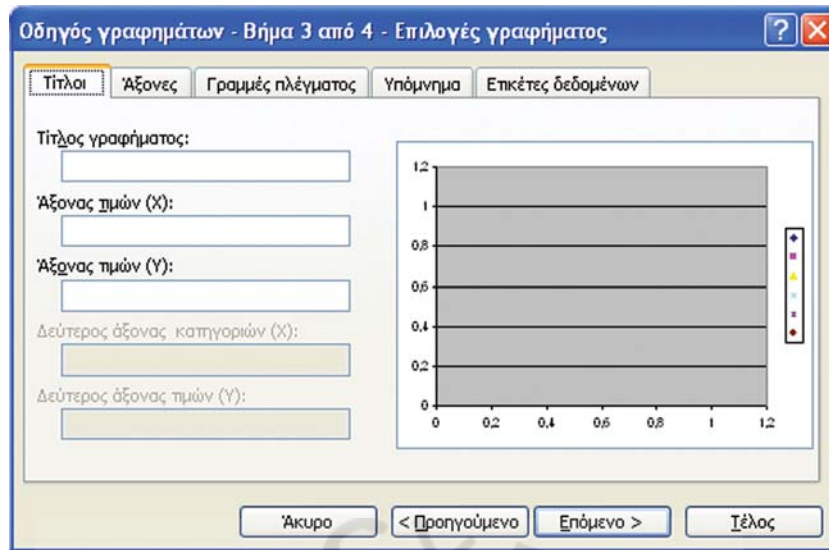 Οδηγός γραφημάτων - Βήμα 3 από 4 - Επιλογές γραφήματος
Τίτλοι Άξονες Γραμμές πλέγματος Υπόμνημα Ετικέτες δεδομένων
Τίτλος γραφήματος:
Άξονας τιμών (X):
Άξονας τιμών (Y):
Δεύτερος άξονας κατηγοριών (X):
Δεύτερος άξονας τιμών (Y):
1,2
1
0,8
0,6
0,4
0,2
0
0 0,2 0,4 0,6 0,8 1 1,2
Άκυρο < Προηγούμενο Επόμενο > Τέλος